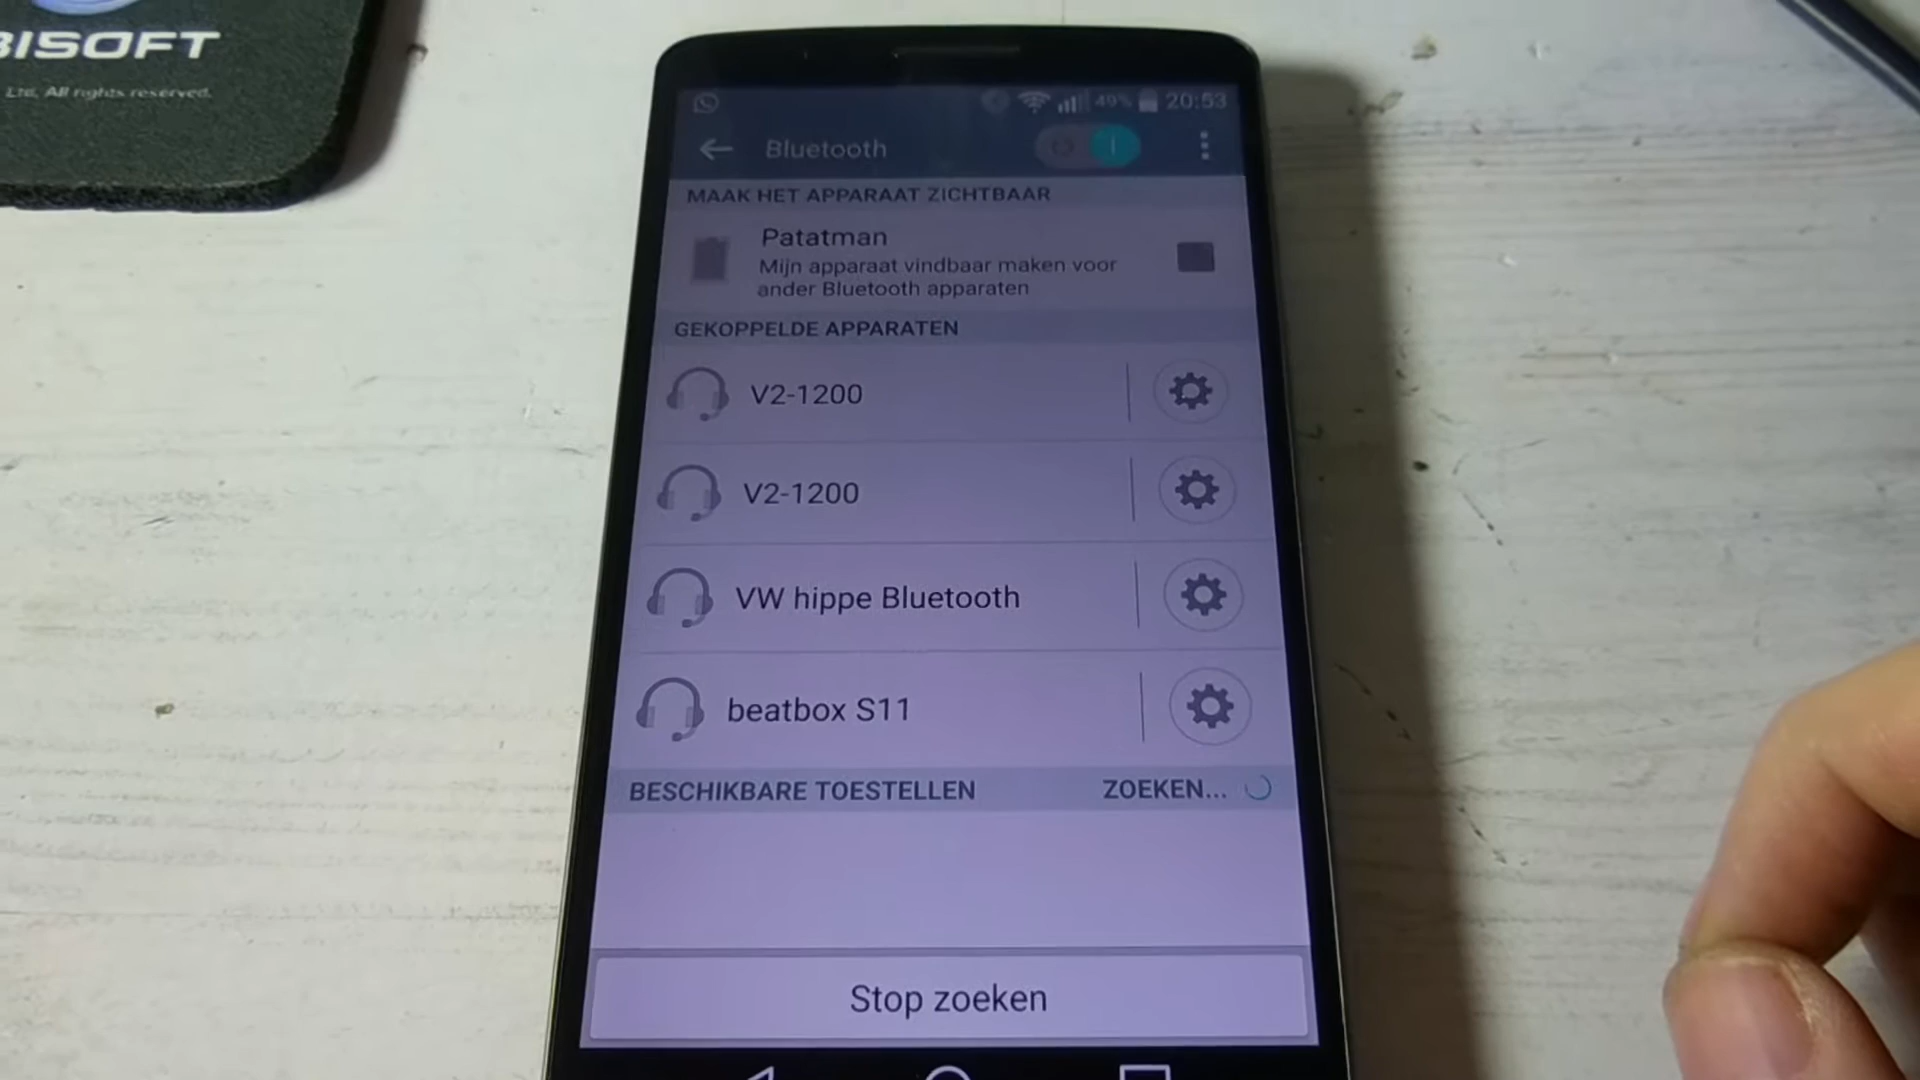 BISOFT
Ltd. All rights reserved.
49% 20:53
Bluetooth
MAAK HET APPARAAT ZICHTBAAR
Patatman
Mijn apparaat vindbaar maken voor
ander Bluetooth apparaten
GEKOPPELDE APPARATEN
V2-1200
V2-1200
VW hippe Bluetooth
beatbox S11
BESCHIKBARE TOESTELLEN ZOEKEN...
Stop zoeken